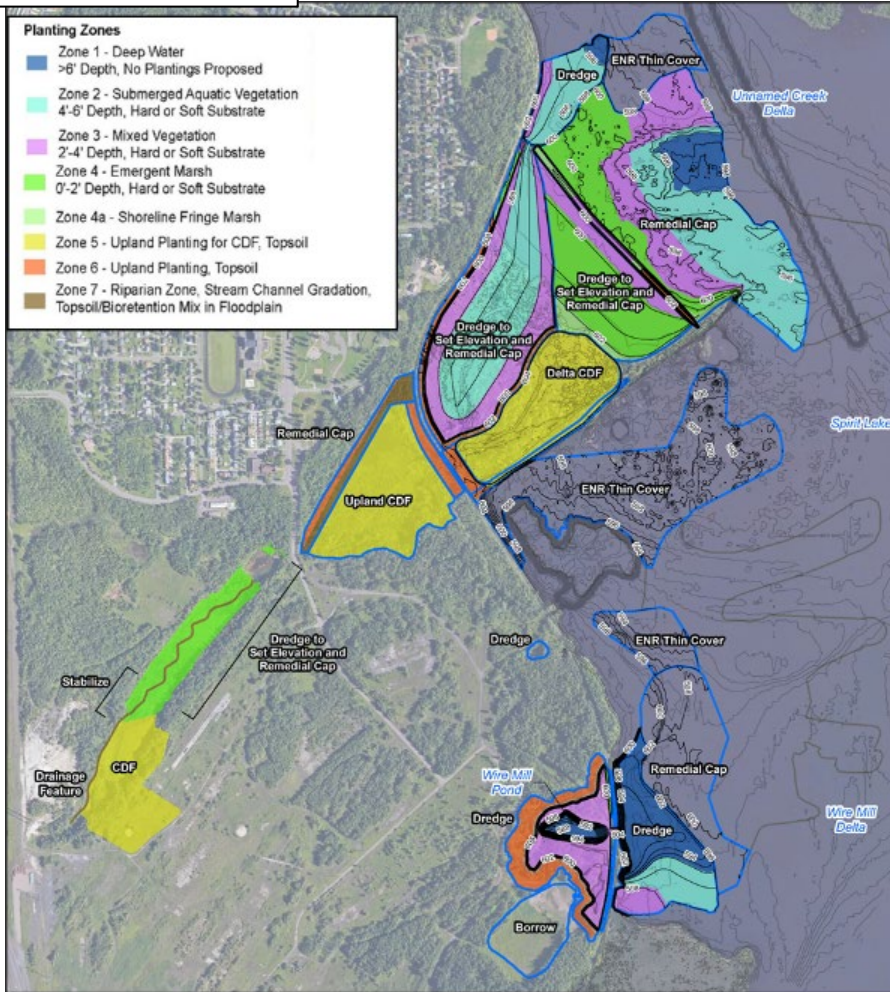 Planting Zones
Zone 1 - Deep Water
>6' Depth, No Plantings Proposed
Zone 2 - Submerged Aquatic Vegetation
4'-6' Depth, Hard or Soft Substrate
Zone 3 - Mixed Vegetation
2'-4' Depth, Hard or Soft Substrate
Zone 4 - Emergent Marsh
0'-2' Depth, Hard or Soft Substrate
Zone 4a - Shoreline Fringe Marsh
Zone 5 - Upland Planting for CDF, Topsoil
Zone 6 - Upland Planting, Topsoil
Zone 7 - Riparian Zone, Stream Channel Gradation,
Topsoil/Bioretention Mix in Floodplain
Dredge
ENR Thin Cover
Unnamed Creek
Delta
Remedial Cap
Dredge to
Set Elevation and
Remedial Cap
Dredge to
Set Elevation and
Remedial Cap
Delta CDF
Remedial Cap
Spirit Lake
Upland CDF
ENR Thin Cover
Dredge to
Set Elevation and
Remedial Cap
Dredge
ENR Thin Cover
Stabilize
CDF
Drainage
Feature
Remedial Cap
Wire Mill
Pond
Dredge
Dredge
Wire Mill
Delta
Borrow